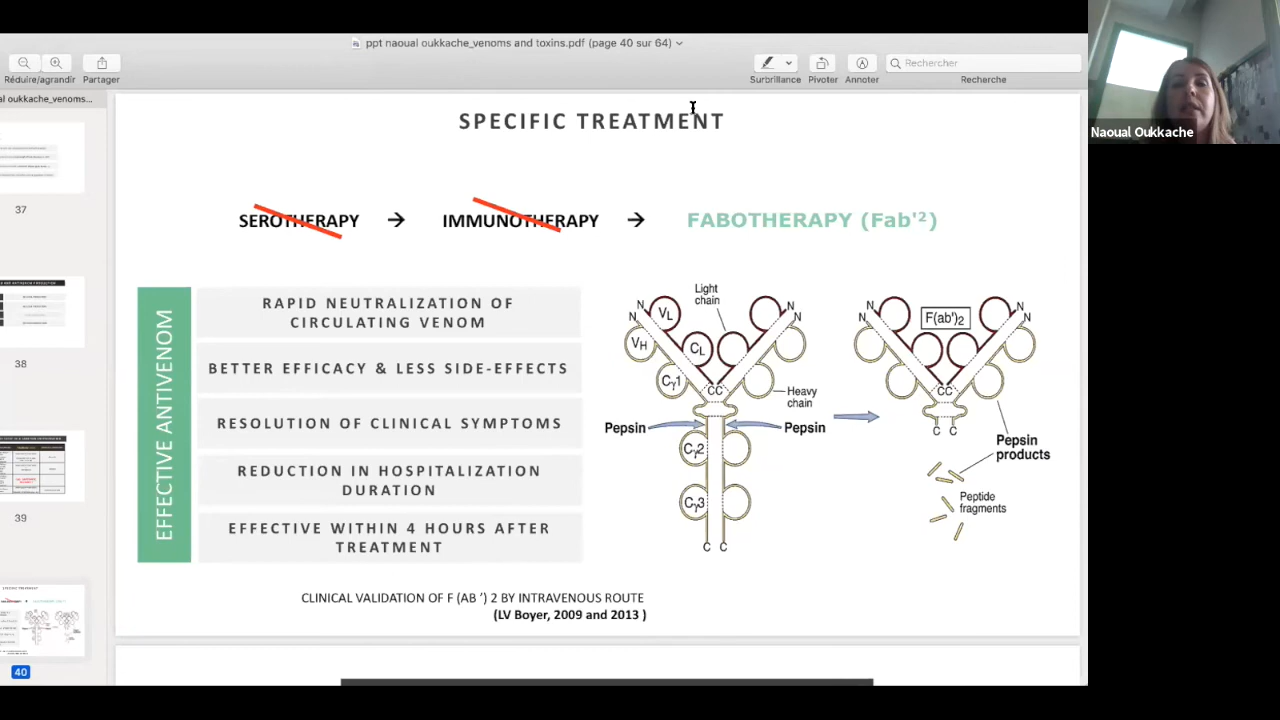 ppt naoual oukkache_venoms and toxins.pdf (page 40 sur 64)
Réduire/agrandir
Partager
Surbrillance
Pivoter
Annoter
Rechercher
Recherche
al oukkache_venoms...
37
38
39
40
Naoual Oukkache
SPECIFIC TREATMENT
SEROTHERAPY → IMMUNOTHERAPY → FABOTHERAPY (Fab'²)
EFFECTIVE ANTIVENOM
RAPID NEUTRALIZATION OF
CIRCULATING VENOM
BETTER EFFICACY & LESS SIDE-EFFECTS
RESOLUTION OF CLINICAL SYMPTOMS
REDUCTION IN HOSPITALIZATION
DURATION
EFFECTIVE WITHIN 4 HOURS AFTER
TREATMENT
Light
chain
N
N
N
N
VL
VH
CL
Cγ1
CC
Heavy
chain
Pepsin
Pepsin
Cγ2
Cγ3
C C
N
N
N
N
F(ab')2
CC
C C
Pepsin
products
Peptide
fragments
CLINICAL VALIDATION OF F (AB ’) 2 BY INTRAVENOUS ROUTE
(LV Boyer, 2009 and 2013 )